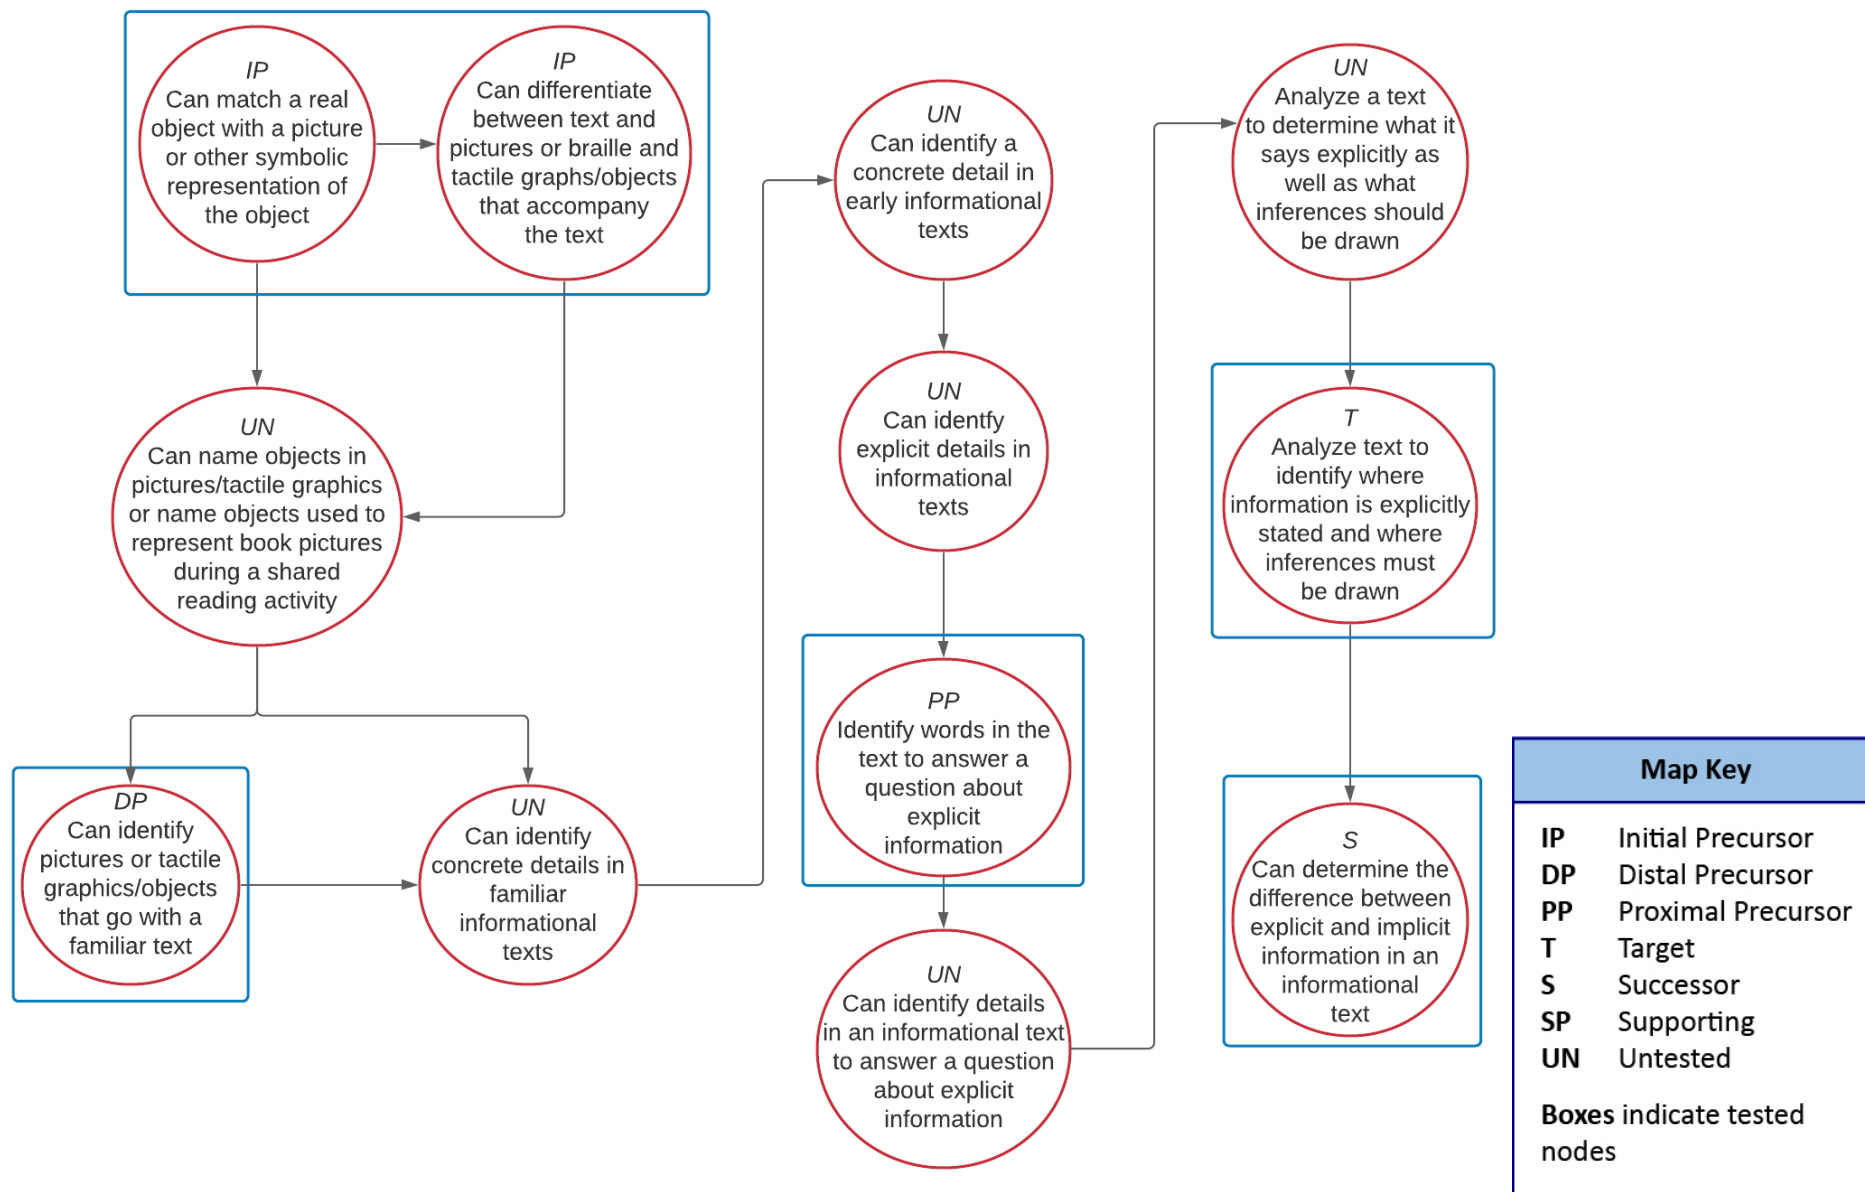 IP
Can match a real
object with a picture
or other symbolic
representation of
the object
IP
Can differentiate
between text and
pictures or braille and
tactile graphs/objects
that accompany
the text
UN
Can name objects in
pictures/tactile graphics
or name objects used to
represent book pictures
during a shared
reading activity
DP
Can identify
pictures or tactile
graphics/objects
that go with a
familiar text
UN
Can identify
concrete details in
familiar
informational
texts
UN
Can identify a
concrete detail in
early informational
texts
UN
Can identfy
explicit details in
informational
texts
PP
Identify words in the
text to answer a
question about
explicit
information
UN
Can identify details
in an informational text
to answer a question
about explicit
information
UN
Analyze a text
to determine what it
says explicitly as
well as what
inferences should
be drawn
T
Analyze text to
identify where
information is explicitly
stated and where
inferences must
be drawn
S
Can determine the
difference between
explicit and implicit
information in an
informational
text
Map Key
IP Initial Precursor
DP Distal Precursor
PP Proximal Precursor
T Target
S Successor
SP Supporting
UN Untested
Boxes indicate tested
nodes